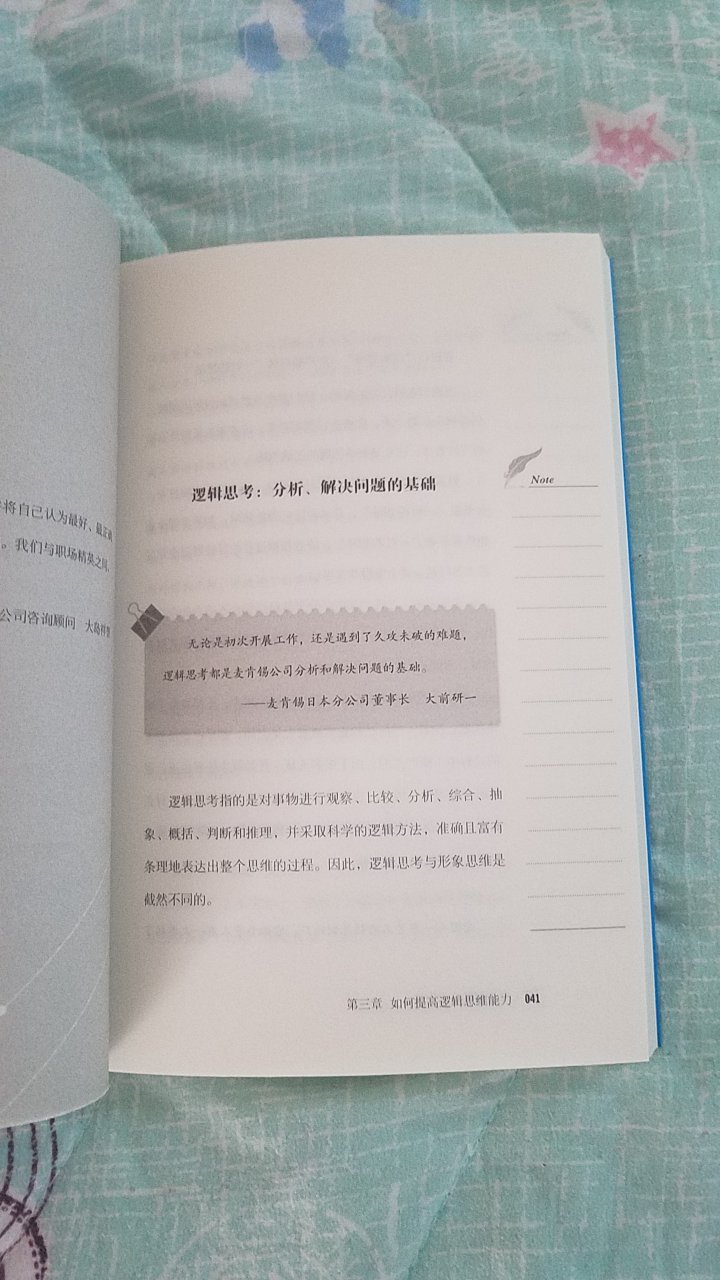 将自己认为最好、最正
。我们与职场精英之间,
公司咨询顾问 大岛祥
逻辑思考：分析、解决问题的基础
Note
无论是初次开展工作，还是遇到了久攻未破的难题，
逻辑思考都是麦肯锡公司分析和解决问题的基础。
——麦肯锡日本分公司董事长 大前研一
逻辑思考指的是对事物进行观察、比较、分析、综合、抽
象、概括、判断和推理，并采取科学的逻辑方法，准确且富有
条理地表达出整个思维的过程。因此，逻辑思考与形象思维是
截然不同的。
第三章 如何提高逻辑思维能力 041